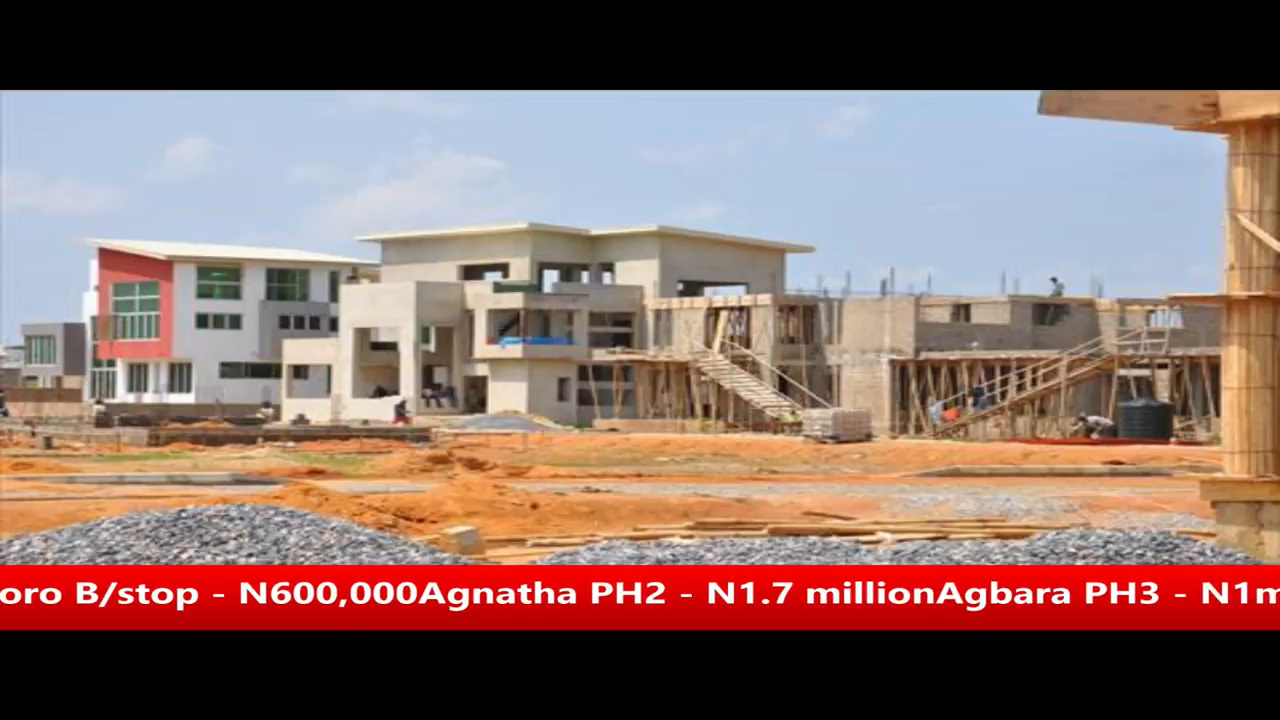 oro B/stop - N600,000Agnatha PH2 - N1.7 millionAgbara PH3 - N1m